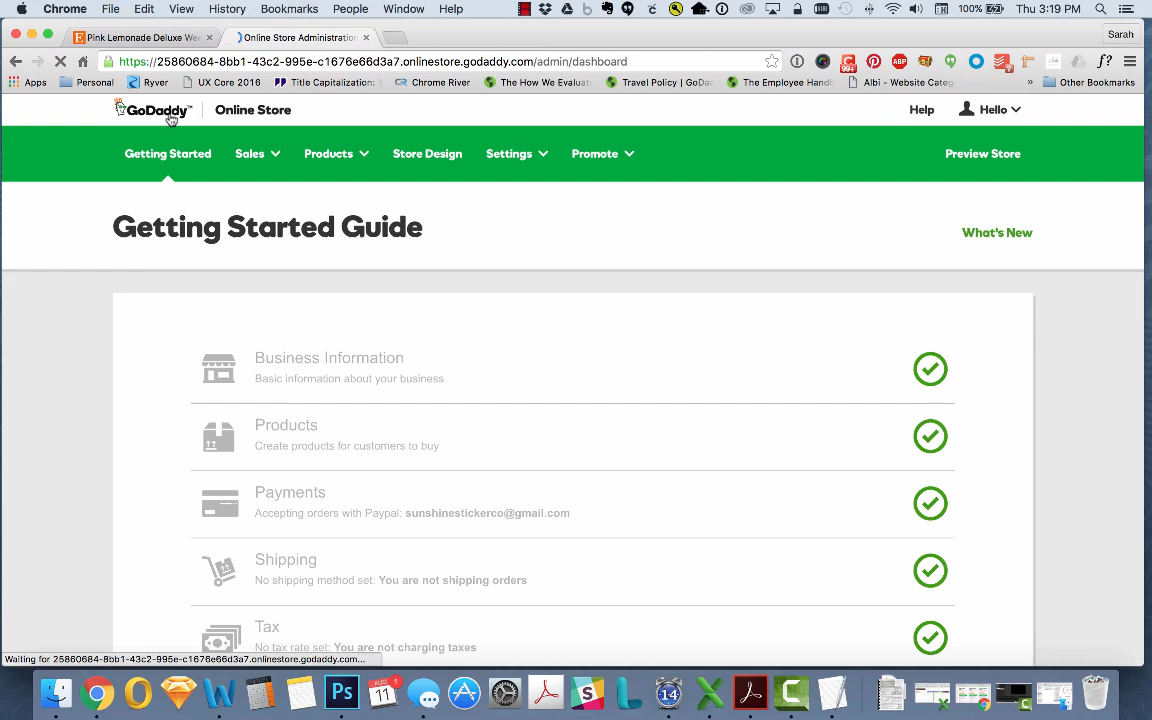 Chrome File Edit View History Bookmarks People Window Help 100% Thu 3:19 PM
Pink Lemonade Deluxe Wee Online Store Administration Sarah
https://25860684-8bb1-43c2-995e-c1676e66d3a7.onlinestore.godaddy.com/admin/dashboard
Apps Personal Ryver UX Core 2016 Title Capitalization: Chrome River The How We Evaluat Travel Policy | GoDa The Employee Handb Albi - Website Categ » Other Bookmarks
GoDaddy™ Online Store Help Hello
Getting Started Sales Products Store Design Settings Promote Preview Store
Getting Started Guide
What's New
Business Information
Basic information about your business
Products
Create products for customers to buy
Payments
Accepting orders with Paypal: sunshinestickerco@gmail.com
Shipping
No shipping method set: You are not shipping orders
Tax
No tax rate set: You are not charging taxes
Waiting for 25860684-8bb1-43c2-995e-c1676e66d3a7.onlinestore.godaddy.com...